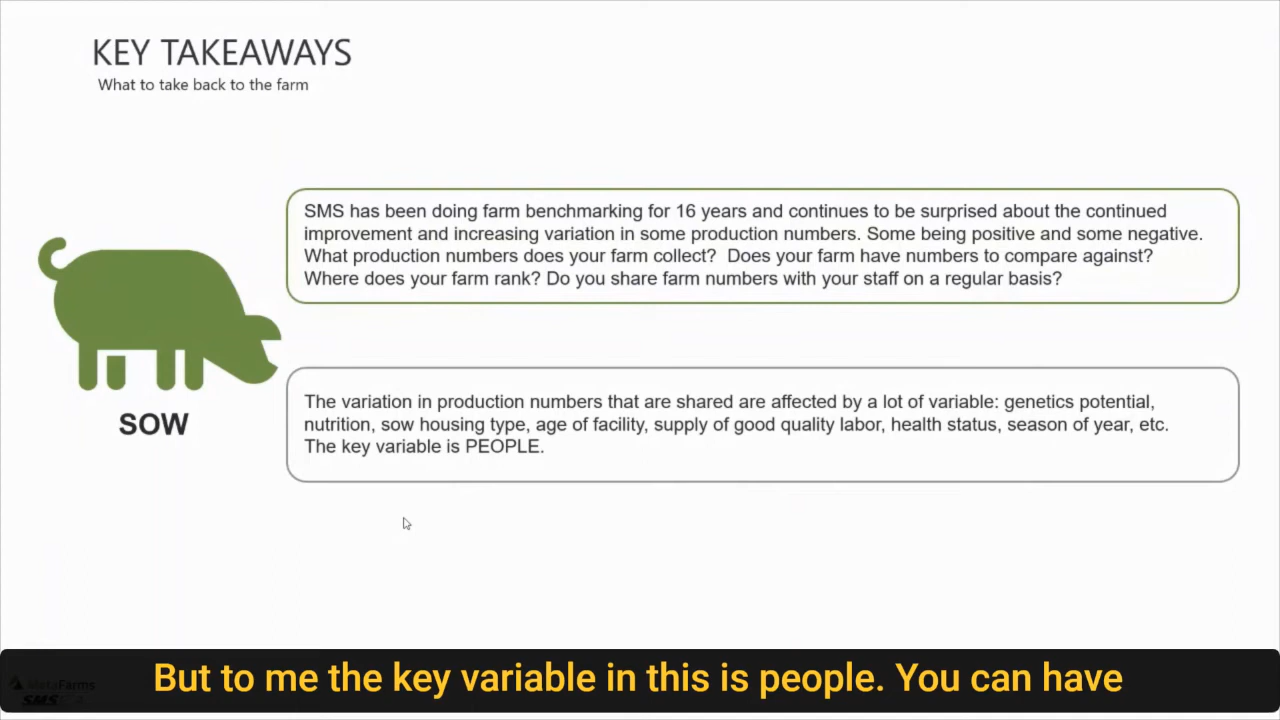 KEY TAKEAWAYS
What to take back to the farm
SMS has been doing farm benchmarking for 16 years and continues to be surprised about the continued
improvement and increasing variation in some production numbers. Some being positive and some negative.
What production numbers does your farm collect? Does your farm have numbers to compare against?
Where does your farm rank? Do you share farm numbers with your staff on a regular basis?
SOW
The variation in production numbers that are shared are affected by a lot of variable: genetics potential,
nutrition, sow housing type, age of facility, supply of good quality labor, health status, season of year, etc.
The key variable is PEOPLE.
MetaFarms
SMS
But to me the key variable in this is people. You can have